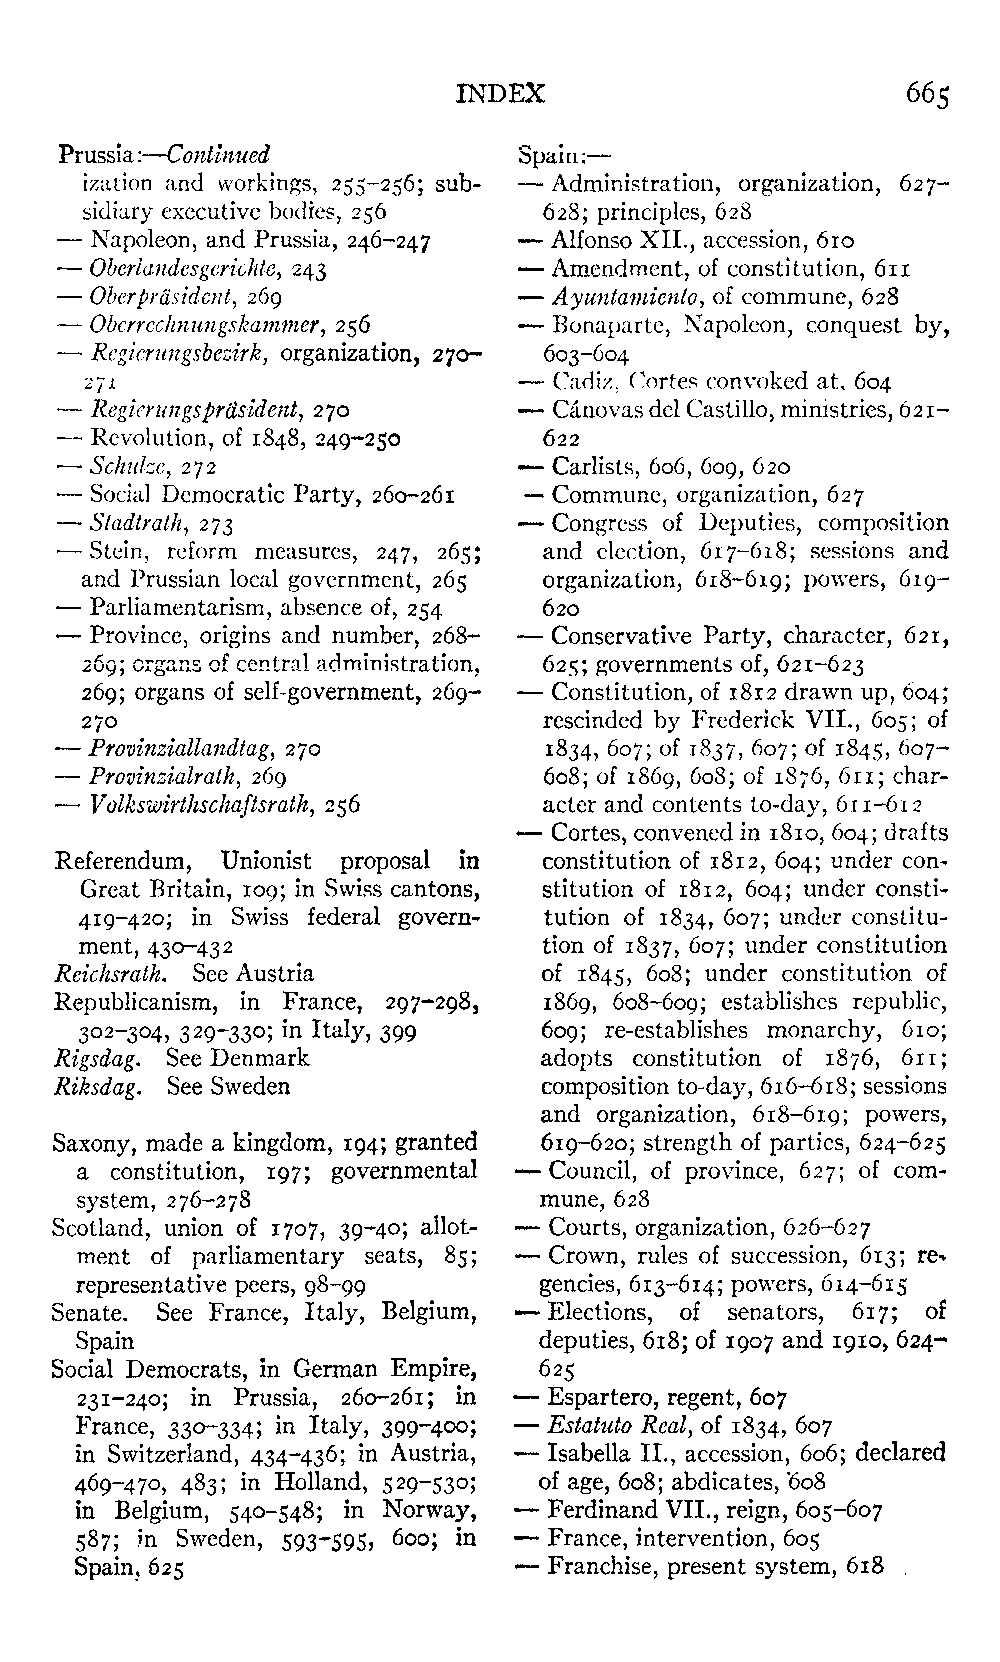 INDEX 665
Prussia:—Continued
ization and workings, 255–256; sub-
sidiary executive bodies, 256
— Napoleon, and Prussia, 246–247
— Oberlandesgerichte, 243
— Oberpräsident, 269
— Oberrechnungskammer, 256
— Regierungsbezirk, organization, 270–
271
— Regierungspräsident, 270
— Revolution, of 1848, 249–250
— Schulze, 272
— Social Democratic Party, 260–261
— Stadtrath, 273
— Stein, reform measures, 247, 265;
and Prussian local government, 265
— Parliamentarism, absence of, 254
— Province, origins and number, 268–
269; organs of central administration,
269; organs of self-government, 269–
270
— Provinziallandtag, 270
— Provinzialrath, 269
— Volkswirthschaftsrath, 256
Referendum, Unionist proposal in
Great Britain, 109; in Swiss cantons,
419–420; in Swiss federal govern-
ment, 430–432
Reichsrath. See Austria
Republicanism, in France, 297–298,
302–304, 329–330; in Italy, 399
Rigsdag. See Denmark
Riksdag. See Sweden
Saxony, made a kingdom, 194; granted
a constitution, 197; governmental
system, 276–278
Scotland, union of 1707, 39–40; allot-
ment of parliamentary seats, 85;
representative peers, 98–99
Senate. See France, Italy, Belgium,
Spain
Social Democrats, in German Empire,
231–240; in Prussia, 260–261; in
France, 330–334; in Italy, 399–400;
in Switzerland, 434–436; in Austria,
469–470, 483; in Holland, 529–530;
in Belgium, 540–548; in Norway,
587; in Sweden, 593–595, 600; in
Spain, 625
Spain:—
— Administration, organization, 627–
628; principles, 628
— Alfonso XII., accession, 610
— Amendment, of constitution, 611
— Ayuntamiento, of commune, 628
— Bonaparte, Napoleon, conquest by,
603–604
— Cadiz, Cortes convoked at, 604
— Cánovas del Castillo, ministries, 621–
622
— Carlists, 606, 609, 620
— Commune, organization, 627
— Congress of Deputies, composition
and election, 617–618; sessions and
organization, 618–619; powers, 619–
620
— Conservative Party, character, 621,
625; governments of, 621–623
— Constitution, of 1812 drawn up, 604;
rescinded by Frederick VII., 605; of
1834, 607; of 1837, 607; of 1845, 607–
608; of 1869, 608; of 1876, 611; char-
acter and contents to-day, 611–612
— Cortes, convened in 1810, 604; drafts
constitution of 1812, 604; under con-
stitution of 1812, 604; under consti-
tution of 1834, 607; under constitu-
tion of 1837, 607; under constitution
of 1845, 608; under constitution of
1869, 608–609; establishes republic,
609; re-establishes monarchy, 610;
adopts constitution of 1876, 611;
composition to-day, 616–618; sessions
and organization, 618–619; powers,
619–620; strength of parties, 624–625
— Council, of province, 627; of com-
mune, 628
— Courts, organization, 626–627
— Crown, rules of succession, 613; re-
gencies, 613–614; powers, 614–615
— Elections, of senators, 617; of
deputies, 618; of 1907 and 1910, 624–
625
— Espartero, regent, 607
— Estatuto Real, of 1834, 607
— Isabella II., accession, 606; declared
of age, 608; abdicates, 608
— Ferdinand VII., reign, 605–607
— France, intervention, 605
— Franchise, present system, 618